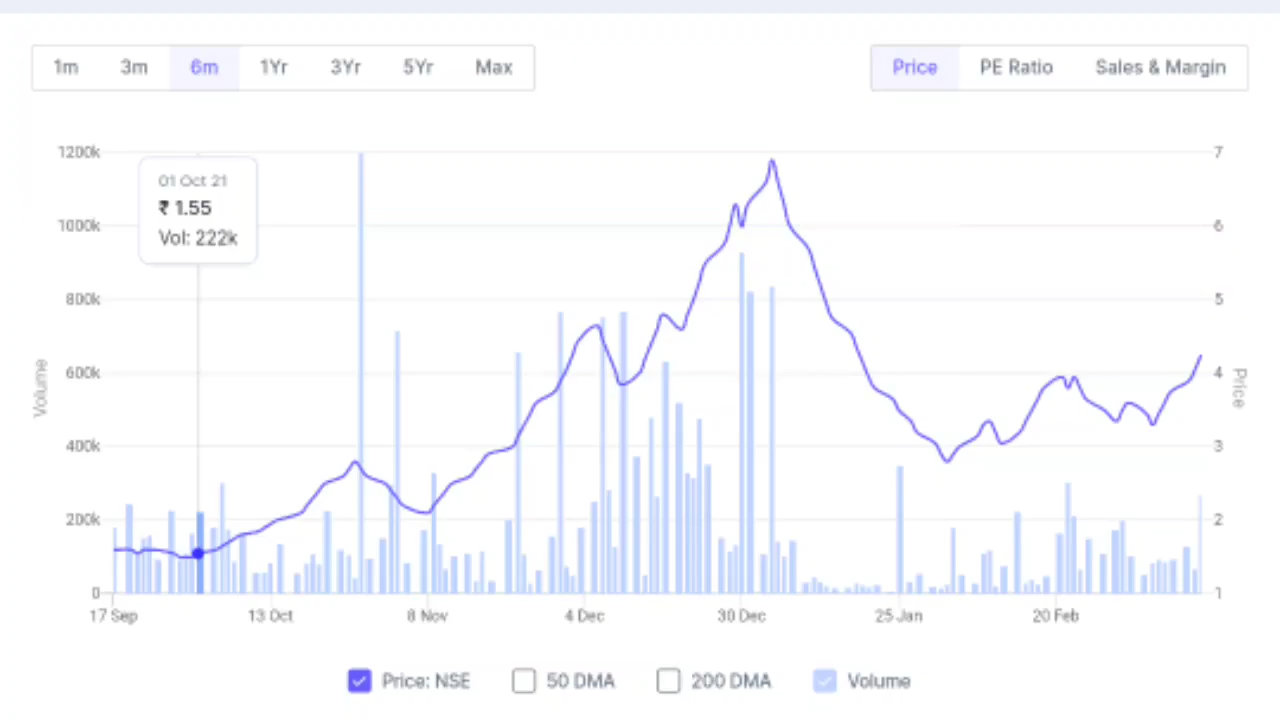 1m 3m 6m 1Yr 3Yr 5Yr Max
Price PE Ratio Sales & Margin
1200k
1000k
800k
600k
400k
200k
0
Volume
01 Oct 21
₹ 1.55
Vol: 222k
7
6
5
4
3
2
1
Price
17 Sep 13 Oct 8 Nov 4 Dec 30 Dec 25 Jan 20 Feb
Price: NSE 50 DMA 200 DMA Volume